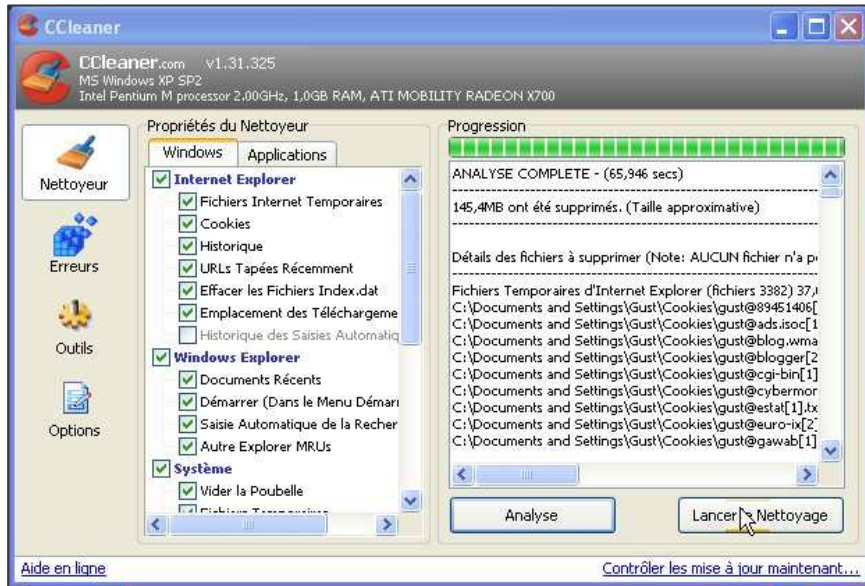 CCleaner
CCleaner.com v1.31.325
MS Windows XP SP2
Intel Pentium M processor 2,00GHz, 1,0GB RAM, ATI MOBILITY RADEON X700
Nettoyeur
Erreurs
Outils
Options
Propriétés du Nettoyeur
Windows
Applications
Internet Explorer
Fichiers Internet Temporaires
Cookies
Historique
URLs Tapées Récemment
Effacer les Fichiers Index.dat
Emplacement des Téléchargeme
Historique des Saisies Automatiq
Windows Explorer
Documents Récents
Démarrer (Dans le Menu Démar
Saisie Automatique de la Recher
Autre Explorer MRUs
Système
Vider la Poubelle
Progression
ANALYSE COMPLETE - (65,946 secs)
145,4MB ont été supprimés. (Taille approximative)
Détails des fichiers à supprimer (Note: AUCUN fichier n'a p
Fichiers Temporaires d'Internet Explorer (fichiers 3382) 37,
C:\Documents and Settings\Gust\Cookies\gust@89451406[
C:\Documents and Settings\Gust\Cookies\gust@ads.isoc[1
C:\Documents and Settings\Gust\Cookies\gust@blog.wma
C:\Documents and Settings\Gust\Cookies\gust@blogger[2
C:\Documents and Settings\Gust\Cookies\gust@cgi-bin[1]
C:\Documents and Settings\Gust\Cookies\gust@cybermor
C:\Documents and Settings\Gust\Cookies\gust@estat[1].tx
C:\Documents and Settings\Gust\Cookies\gust@euro-ix[2]
C:\Documents and Settings\Gust\Cookies\gust@gawab[1]
Analyse
Lancer Nettoyage
Aide en ligne
Contrôler les mise à jour maintenant...